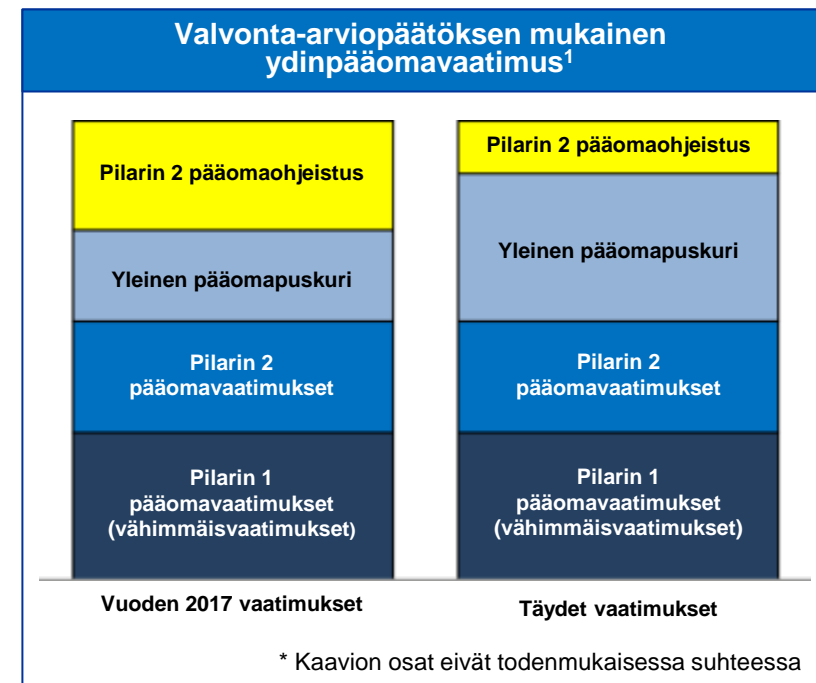 Valvonta-arviopäätöksen mukainen
ydinpääomavaatimus¹
Pilarin 2 pääomaohjeistus
Yleinen pääomapuskuri
Pilarin 2
pääomavaatimukset
Pilarin 1
pääomavaatimukset
(vähimmäisvaatimukset)
Vuoden 2017 vaatimukset
Pilarin 2 pääomaohjeistus
Yleinen pääomapuskuri
Pilarin 2
pääomavaatimukset
Pilarin 1
pääomavaatimukset
(vähimmäisvaatimukset)
Täydet vaatimukset
* Kaavion osat eivät todenmukaisessa suhteessa